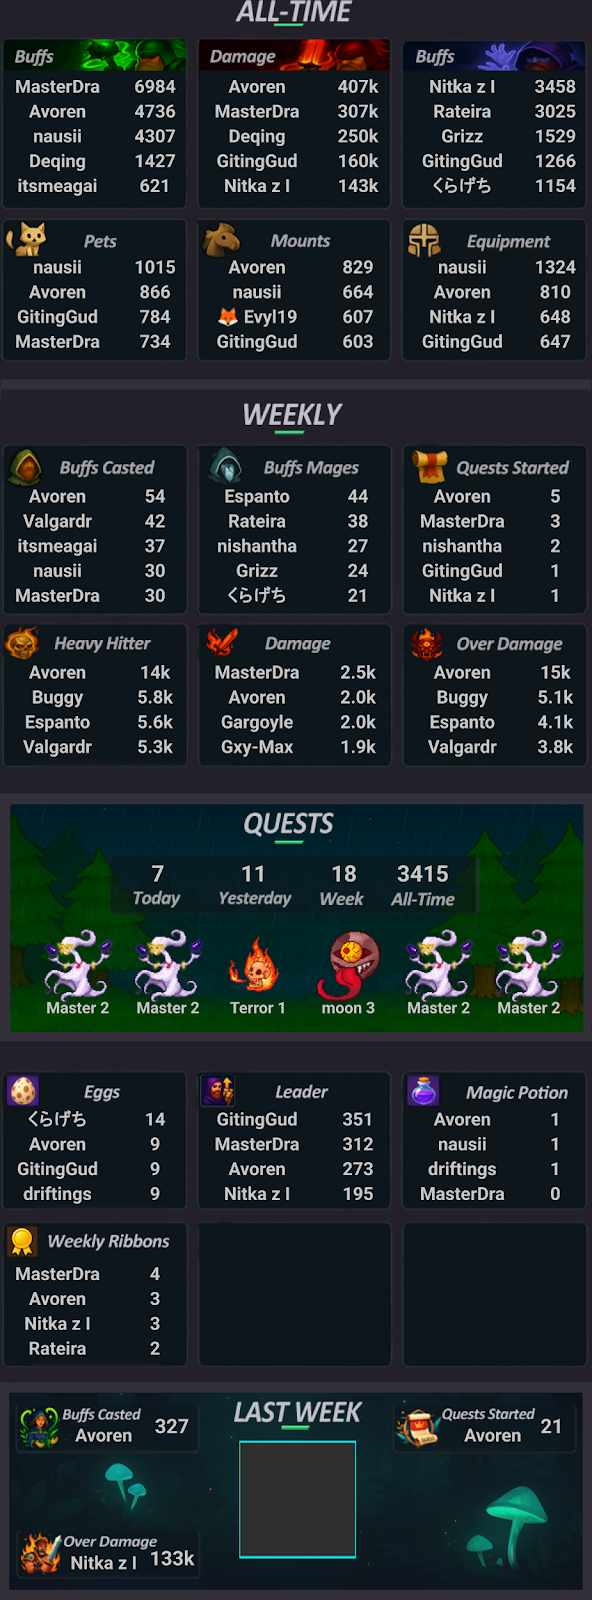 ALL-TIME
Buffs
MasterDra 6984
Avoren 4736
nausii 4307
Deqing 1427
itsmeagai 621
Damage
Avoren 407k
MasterDra 307k
Deqing 250k
GitingGud 160k
Nitka z l 143k
Buffs
Nitka z l 3458
Rateira 3025
Grizz 1529
GitingGud 1266
くらげち 1154
Pets
nausii 1015
Avoren 866
GitingGud 784
MasterDra 734
Mounts
Avoren 829
nausii 664
🦊 Evyl19 607
GitingGud 603
Equipment
nausii 1324
Avoren 810
Nitka z l 648
GitingGud 647
WEEKLY
Buffs Casted
Avoren 54
Valgardr 42
itsmeagai 37
nausii 30
MasterDra 30
Buffs Mages
Espanto 44
Rateira 38
nishantha 27
Grizz 24
くらげち 21
Quests Started
Avoren 5
MasterDra 3
nishantha 2
GitingGud 1
Nitka z l 1
Heavy Hitter
Avoren 14k
Buggy 5.8k
Espanto 5.6k
Valgardr 5.3k
Damage
MasterDra 2.5k
Avoren 2.0k
Gargoyle 2.0k
Gxy-Max 1.9k
Over Damage
Avoren 15k
Buggy 5.1k
Espanto 4.1k
Valgardr 3.8k
QUESTS
7 11 18 3415
Today Yesterday Week All-Time
Master 2 Master 2 Terror 1 moon 3 Master 2 Master 2
Eggs
くらげち 14
Avoren 9
GitingGud 9
driftings 9
Leader
GitingGud 351
MasterDra 312
Avoren 273
Nitka z l 195
Magic Potion
Avoren 1
nausii 1
driftings 1
MasterDra 0
Weekly Ribbons
MasterDra 4
Avoren 3
Nitka z l 3
Rateira 2
LAST WEEK
Buffs Casted
Avoren 327
Quests Started
Avoren 21
Over Damage
Nitka z l 133k